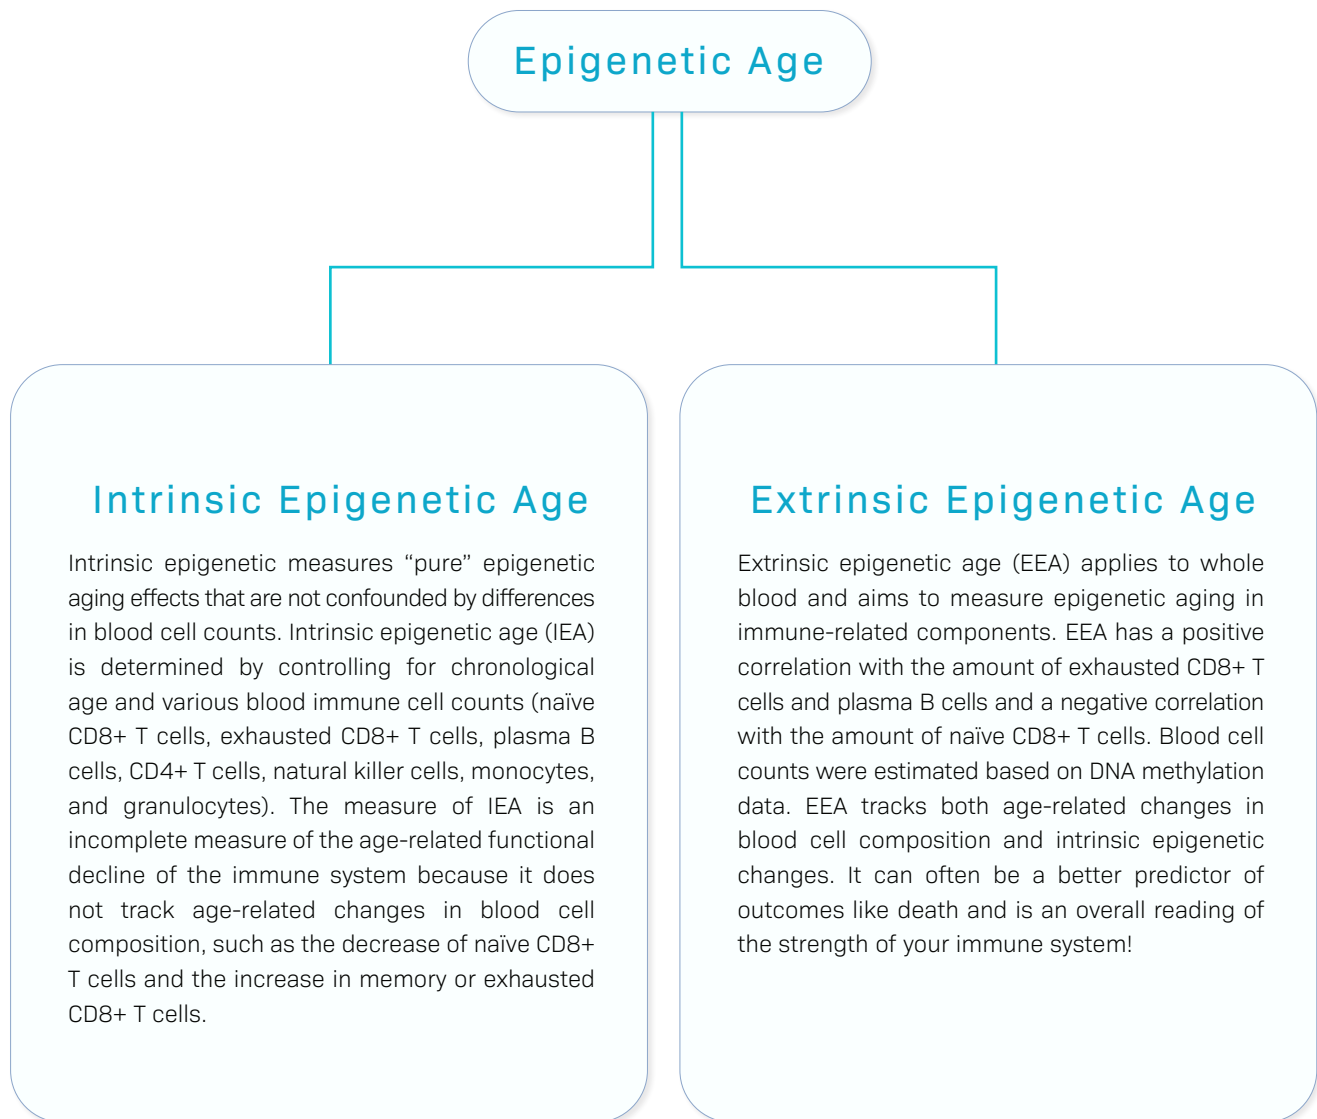 Epigenetic Age
Intrinsic Epigenetic Age
Intrinsic epigenetic measures “pure” epigenetic
aging effects that are not confounded by differences
in blood cell counts. Intrinsic epigenetic age (IEA)
is determined by controlling for chronological
age and various blood immune cell counts (naïve
CD8+ T cells, exhausted CD8+ T cells, plasma B
cells, CD4+ T cells, natural killer cells, monocytes,
and granulocytes). The measure of IEA is an
incomplete measure of the age-related functional
decline of the immune system because it does
not track age-related changes in blood cell
composition, such as the decrease of naïve CD8+
T cells and the increase in memory or exhausted
CD8+ T cells.
Extrinsic Epigenetic Age
Extrinsic epigenetic age (EEA) applies to whole
blood and aims to measure epigenetic aging in
immune-related components. EEA has a positive
correlation with the amount of exhausted CD8+ T
cells and plasma B cells and a negative correlation
with the amount of naïve CD8+ T cells. Blood cell
counts were estimated based on DNA methylation
data. EEA tracks both age-related changes in
blood cell composition and intrinsic epigenetic
changes. It can often be a better predictor of
outcomes like death and is an overall reading of
the strength of your immune system!